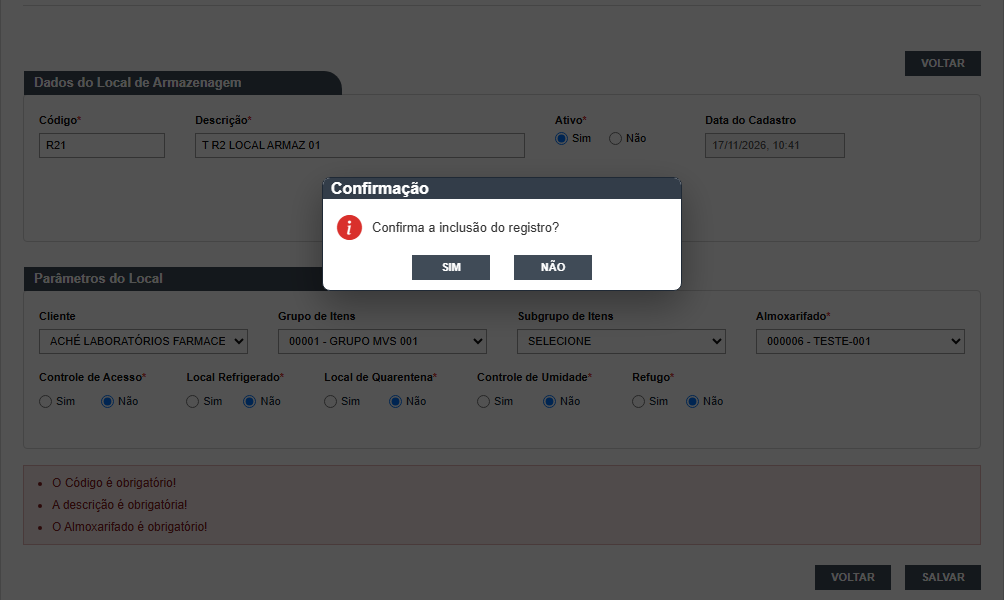 VOLTAR
Dados do Local de Armazenagem
Código* Descrição* Ativo* Data do Cadastro
R21 T R2 LOCAL ARMAZ 01 Sim Não 17/11/2026, 10:41
Confirmação
i Confirma a inclusão do registro?
SIM NÃO
Parâmetros do Local
Cliente Grupo de Itens Subgrupo de Itens Almoxarifado*
ACHÉ LABORATÓRIOS FARMACE 00001 - GRUPO MVS 001 SELECIONE 000006 - TESTE-001
Controle de Acesso* Local Refrigerado* Local de Quarentena* Controle de Umidade* Refugo*
Sim Não Sim Não Sim Não Sim Não Sim Não
O Código é obrigatório!
A descrição é obrigatória!
O Almoxarifado é obrigatório!
VOLTAR SALVAR